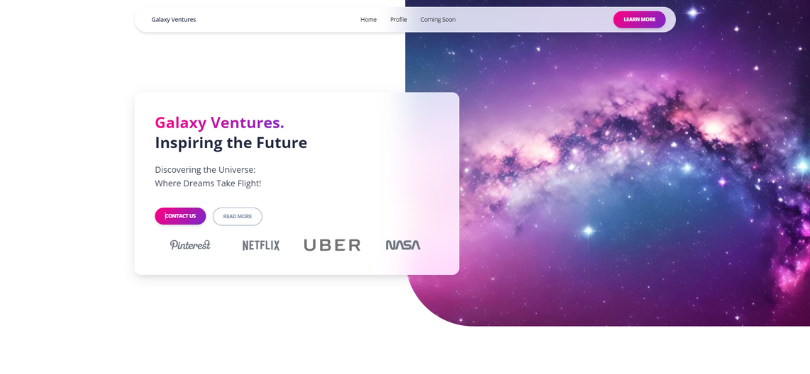 Galaxy Ventures
Home
Profile
Coming Soon
LEARN MORE
Galaxy Ventures.
Inspiring the Future
Discovering the Universe:
Where Dreams Take Flight!
CONTACT US
READ MORE
Pinterest
NETFLIX
UBER
NASA